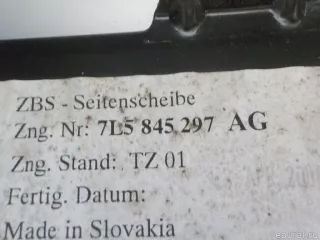 ZBS - Seitenscheibe
Zng. Nr: 7L5 845 297 AG
Zng. Stand: TZ 01
Fertig. Datum:
Made in Slovakia